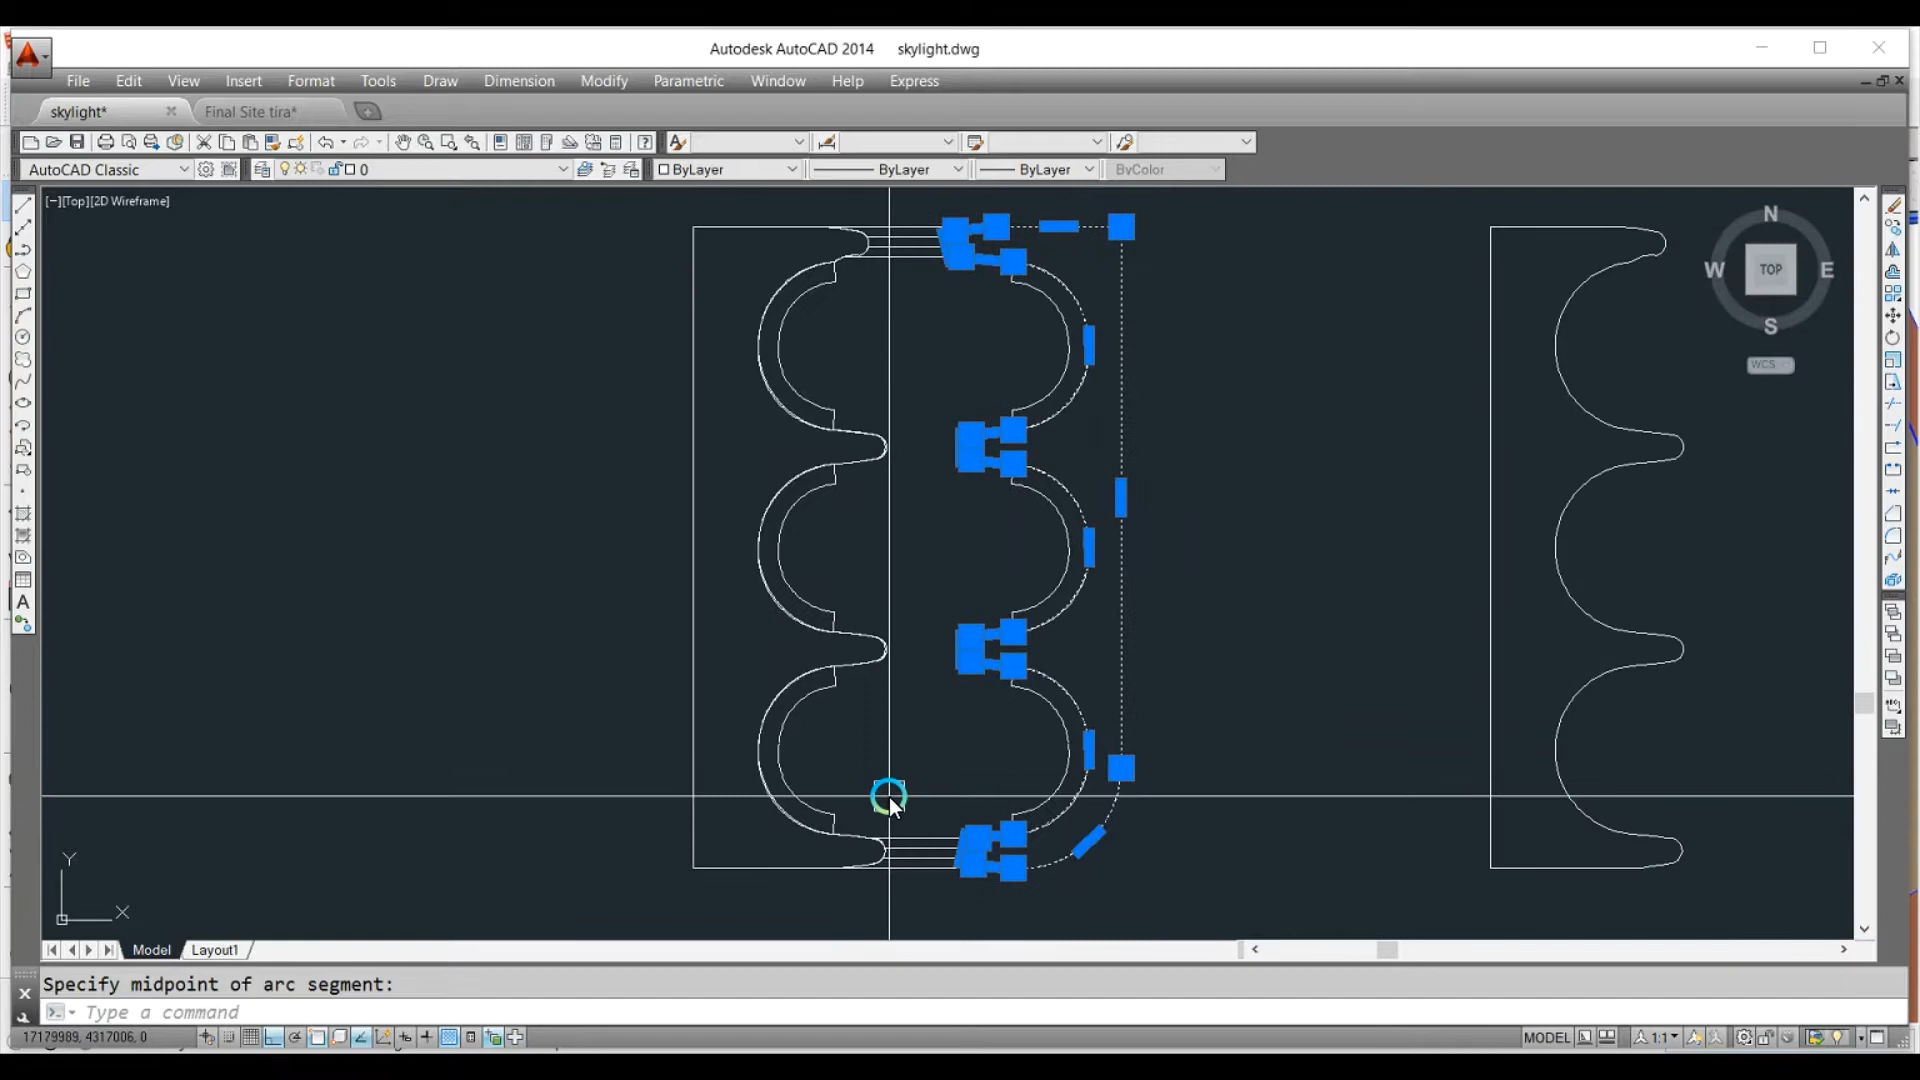 Autodesk AutoCAD 2014 skylight.dwg
File Edit View Insert Format Tools Draw Dimension Modify Parametric Window Help Express
skylight* Final Site tira*
AutoCAD Classic 0 ByLayer ByLayer ByLayer ByColor
[−][Top][2D Wireframe]
N
W TOP E
S
WCS
A
Y
X
Model Layout1
Specify midpoint of arc segment:
Type a command
17179989, 4317006, 0 MODEL 1:1